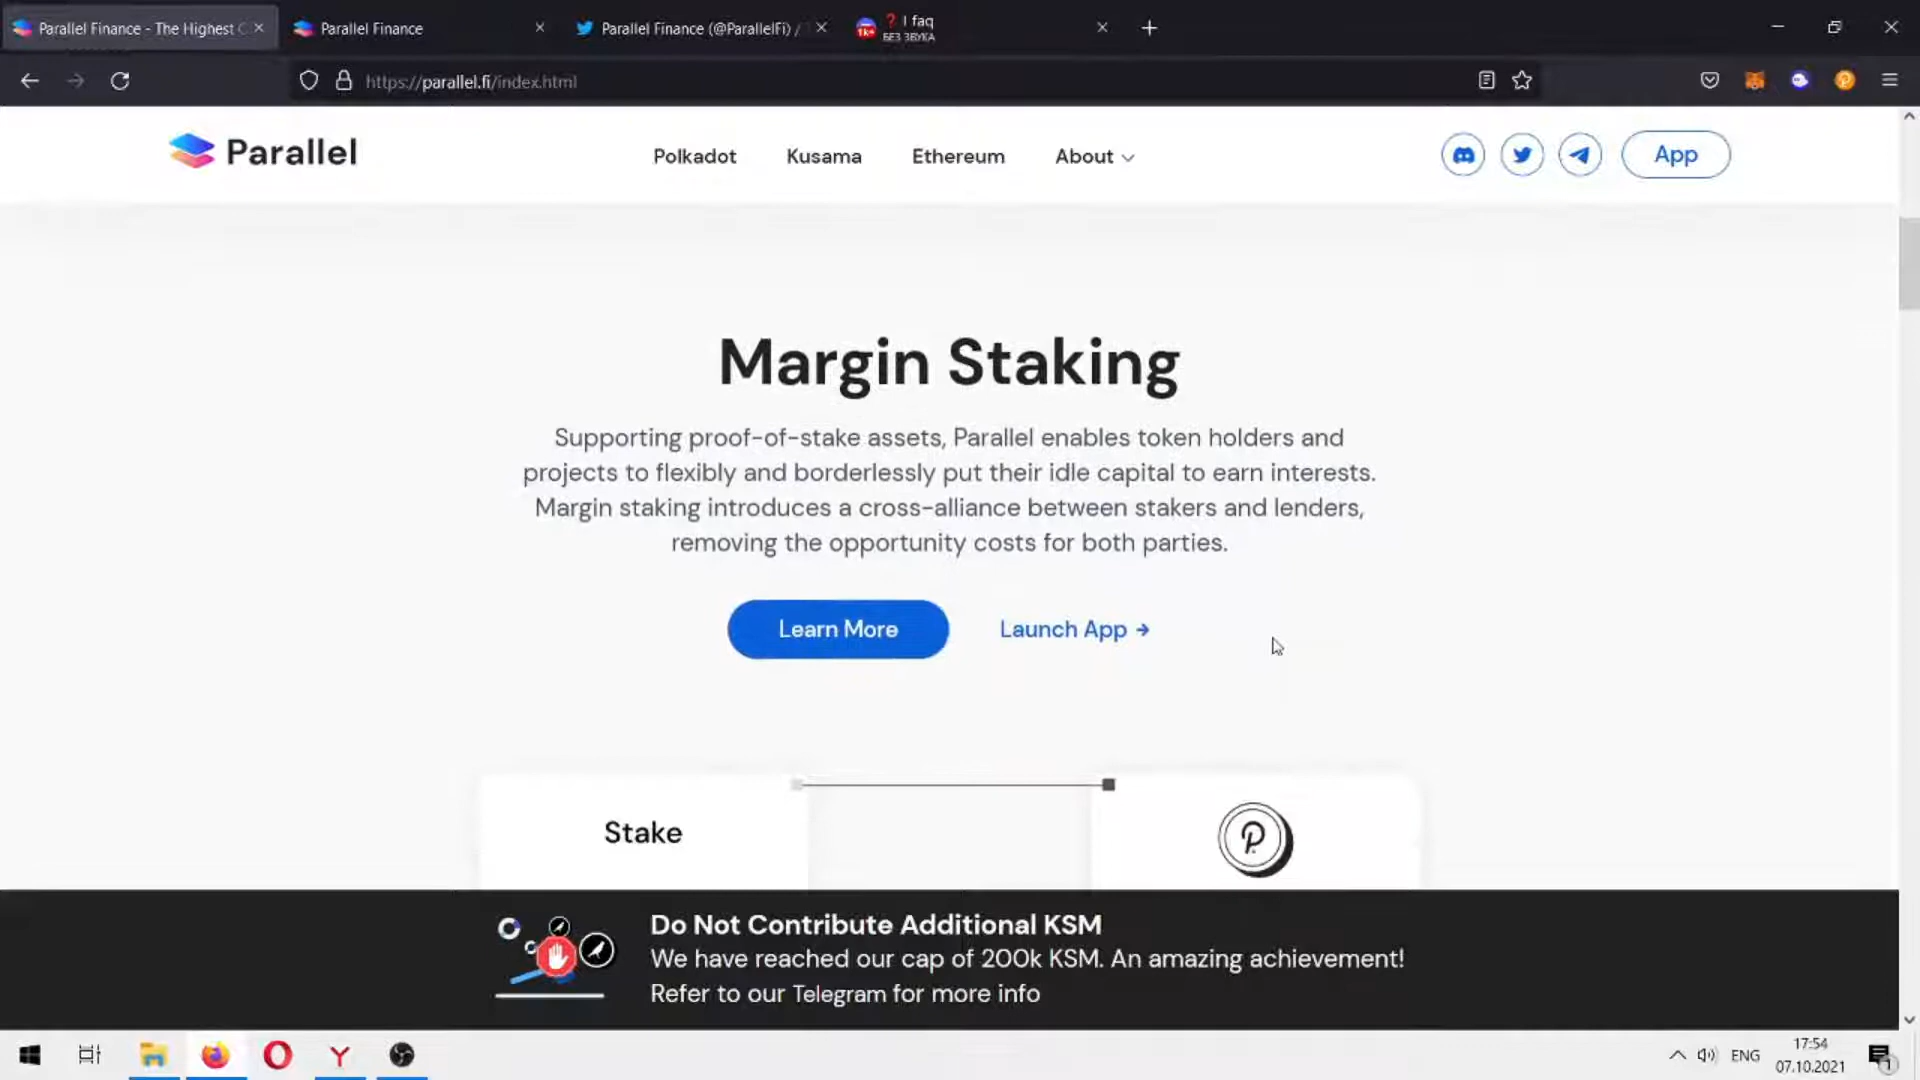 Parallel Finance - The Highest C
Parallel Finance
Parallel Finance (@ParallelFi) /
❓ I faq
БЕЗ ЗВУКА
1k+
https://parallel.fi/index.html
Parallel
Polkadot
Kusama
Ethereum
About
App
Margin Staking
Supporting proof-of-stake assets, Parallel enables token holders and
projects to flexibly and borderlessly put their idle capital to earn interests.
Margin staking introduces a cross-alliance between stakers and lenders,
removing the opportunity costs for both parties.
Learn More
Launch App →
Stake
Do Not Contribute Additional KSM
We have reached our cap of 200k KSM. An amazing achievement!
Refer to our Telegram for more info
ENG
17:54
07.10.2021
1